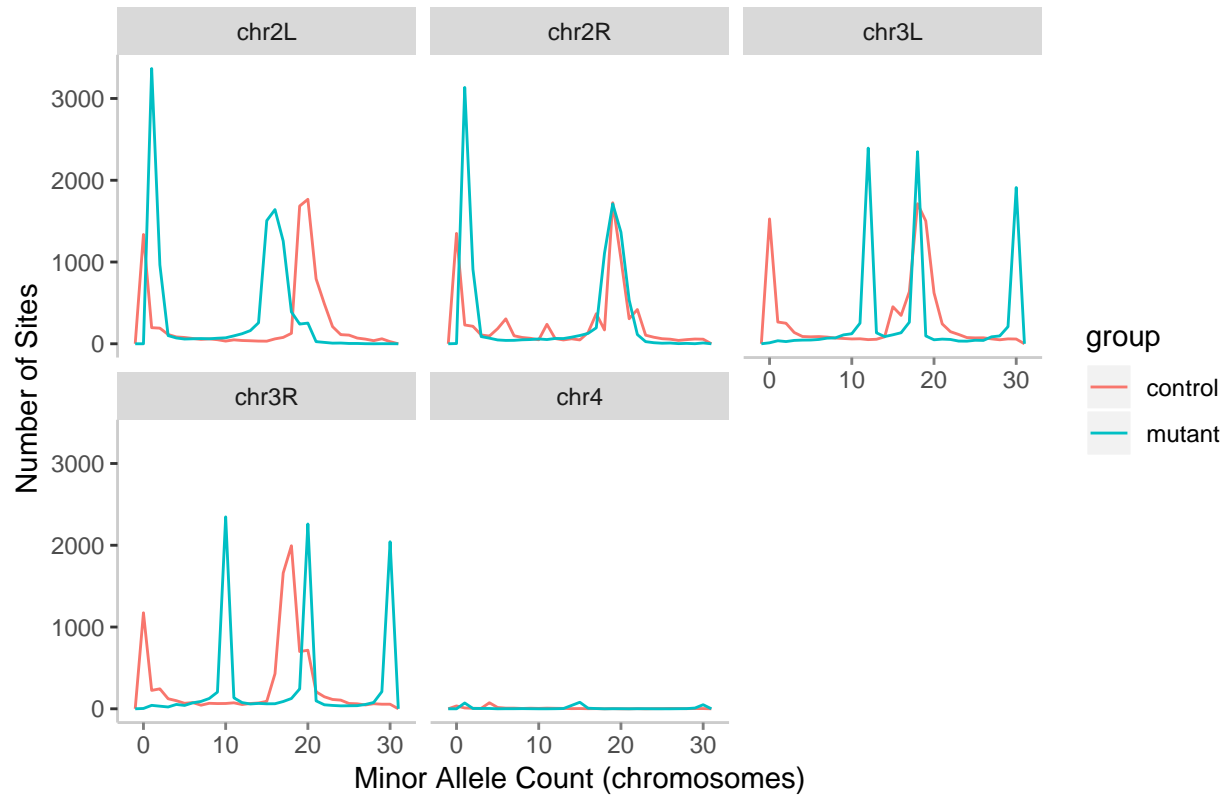 chr2L chr2R chr3L
3000
2000
1000
0
0 10 20 30
chr3R chr4
3000
2000
1000
0
0 10 20 30 0 10 20 30
Number of Sites
Minor Allele Count (chromosomes)
group
control
mutant